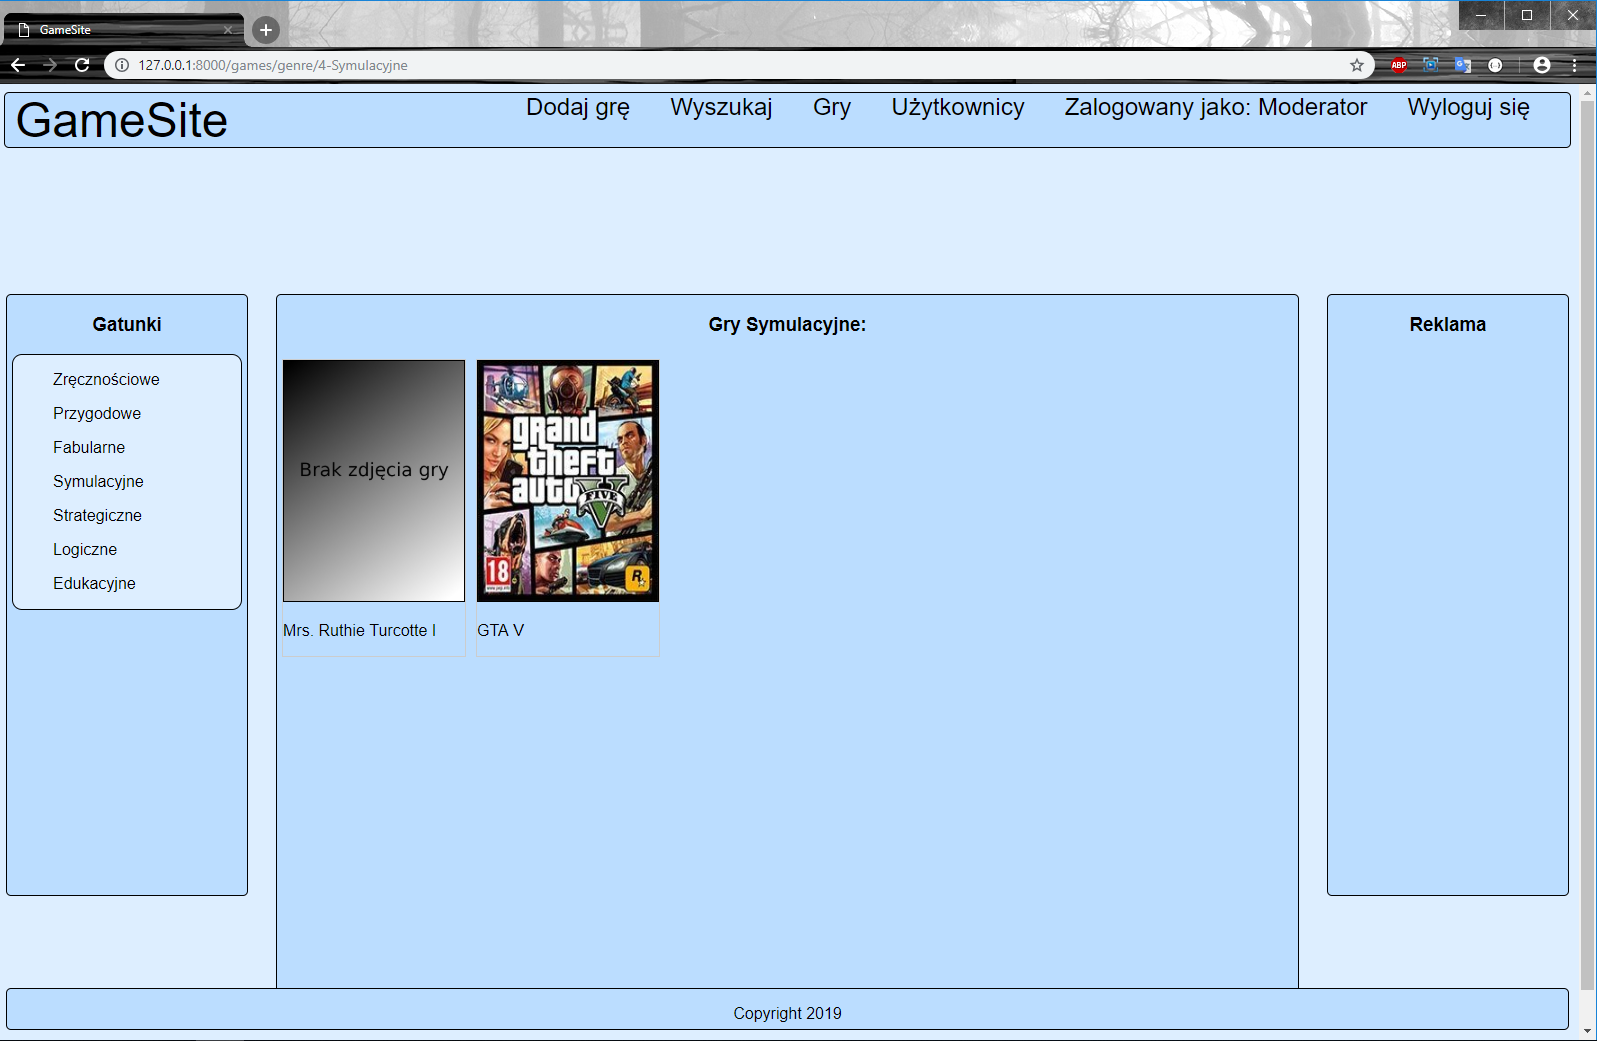 GameSite
127.0.0.1:8000/games/genre/4-Symulacyjne
ABP
GameSite
Dodaj grę Wyszukaj Gry Użytkownicy Zalogowany jako: Moderator Wyloguj się
Gatunki
Zręcznościowe
Przygodowe
Fabularne
Symulacyjne
Strategiczne
Logiczne
Edukacyjne
Gry Symulacyjne:
Brak zdjęcia gry
grand
theft
auto
V
FIVE
18
R
Mrs. Ruthie Turcotte I
GTA V
Reklama
Copyright 2019